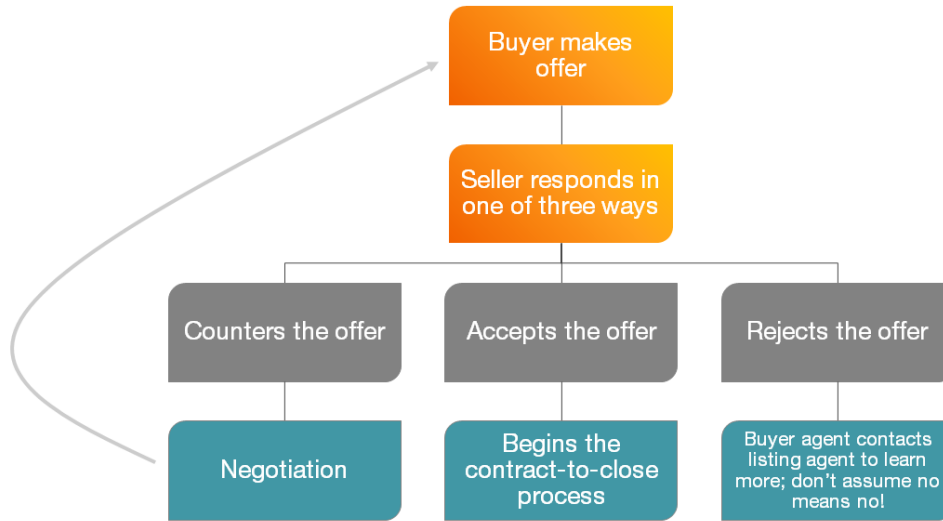 Buyer makes
offer
Seller responds in
one of three ways
Counters the offer
Accepts the offer
Rejects the offer
Negotiation
Begins the
contract-to-close
process
Buyer agent contacts
listing agent to learn
more; don't assume no
means no!